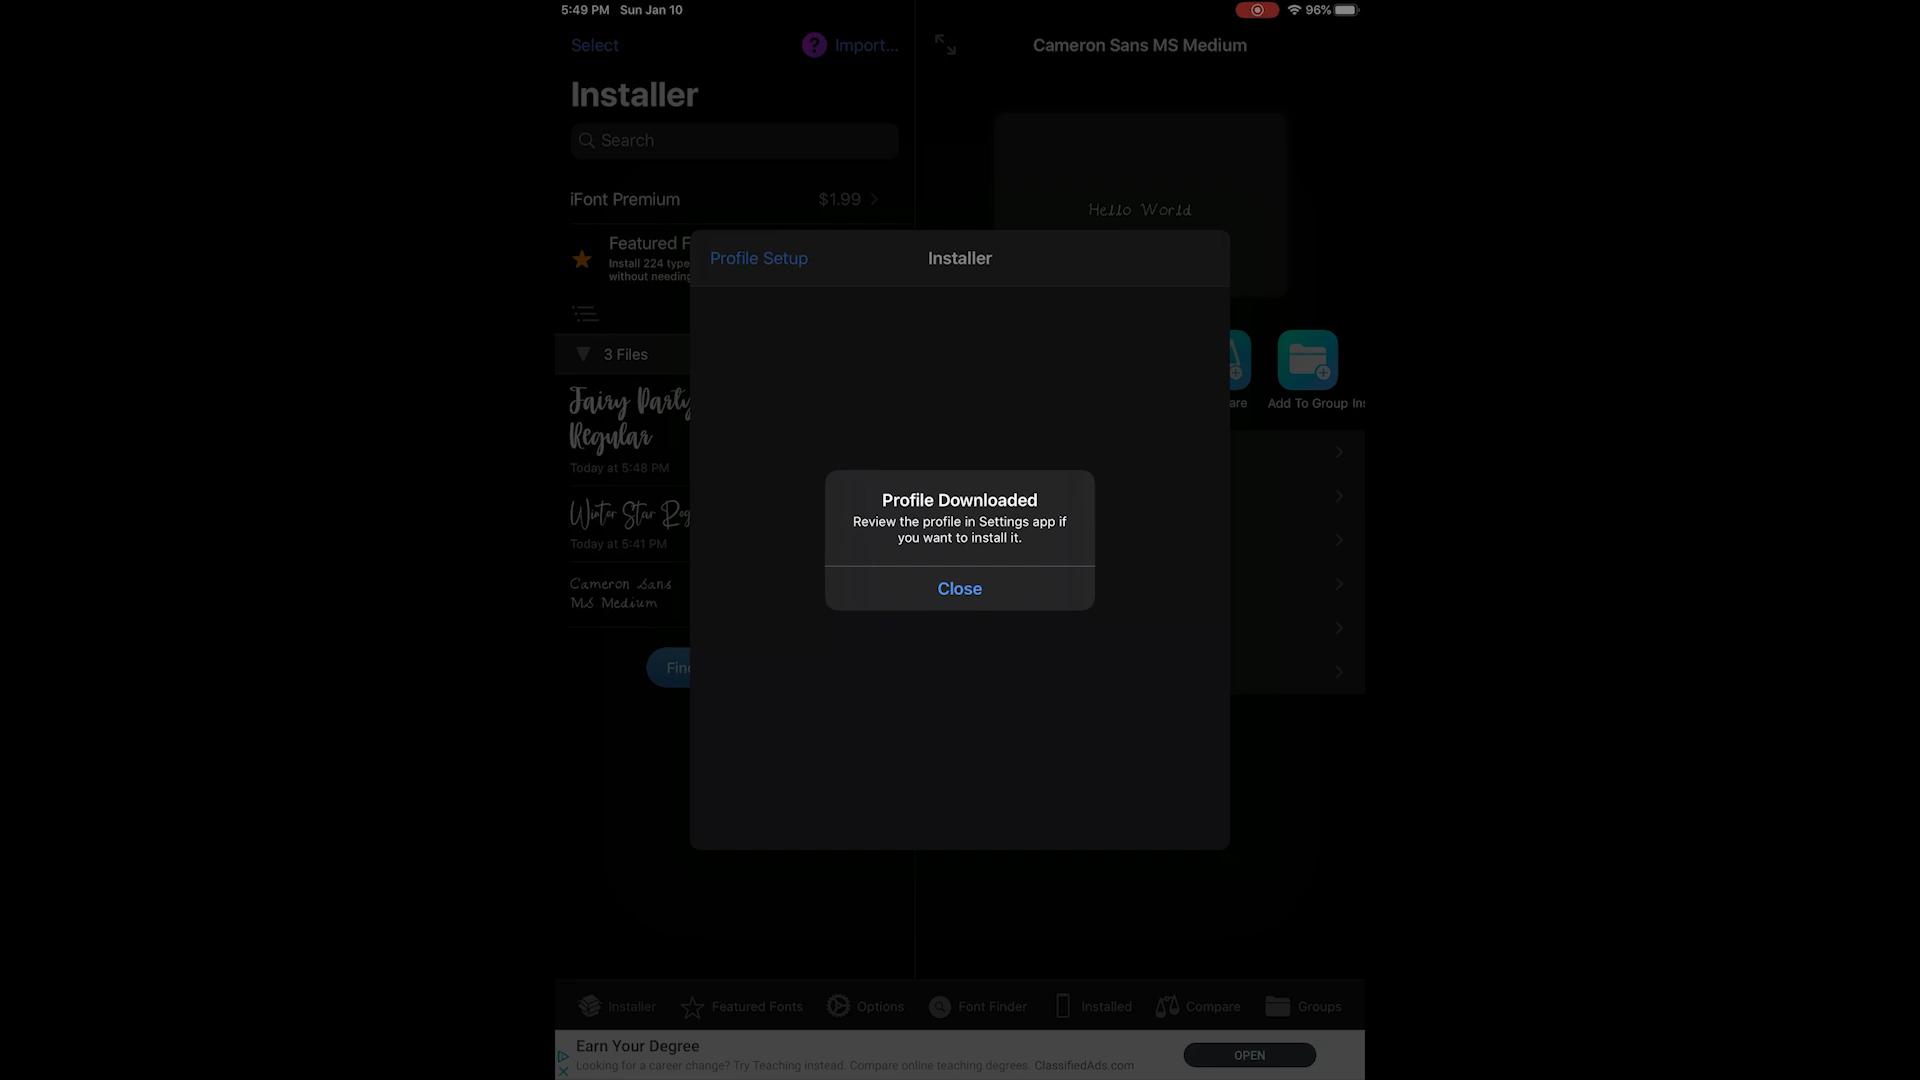 5:49 PM Sun Jan 10
96%
Select
Import...
Cameron Sans MS Medium
Installer
Search
iFont Premium
$1.99
Hello World
Featured F
Install 224 type
without needing
Profile Setup
Installer
3 Files
are
Add To Group
Ins
Fairy Party
Regular
Today at 5:48 PM
Winter Star Reg
Today at 5:41 PM
Cameron Sans
MS Medium
Profile Downloaded
Review the profile in Settings app if
you want to install it.
Close
Find
Installer
Featured Fonts
Options
Font Finder
Installed
Compare
Groups
Earn Your Degree
Looking for a career change? Try Teaching instead. Compare online teaching degrees. ClassifiedAds.com
OPEN